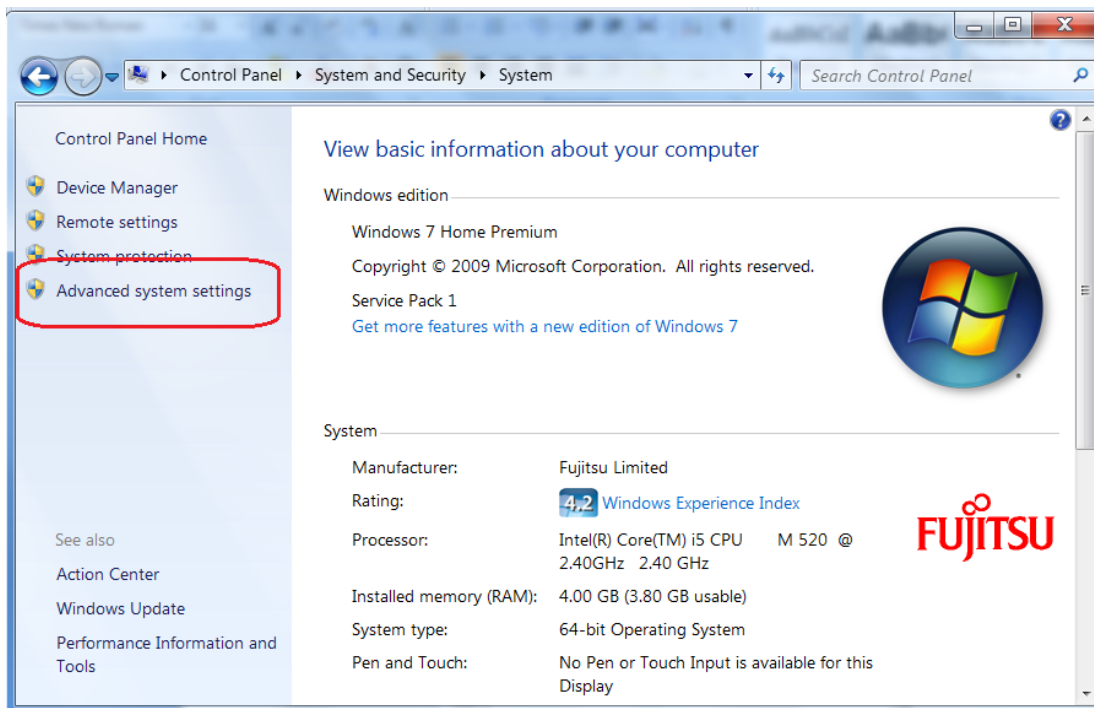 Control Panel ▸ System and Security ▸ System
Search Control Panel
Control Panel Home
Device Manager
Remote settings
System protection
Advanced system settings
See also
Action Center
Windows Update
Performance Information and
Tools
View basic information about your computer
Windows edition
Windows 7 Home Premium
Copyright © 2009 Microsoft Corporation. All rights reserved.
Service Pack 1
Get more features with a new edition of Windows 7
System
Manufacturer: Fujitsu Limited
Rating: 4.2 Windows Experience Index
Processor: Intel(R) Core(TM) i5 CPU M 520 @
2.40GHz 2.40 GHz
Installed memory (RAM): 4.00 GB (3.80 GB usable)
System type: 64-bit Operating System
Pen and Touch: No Pen or Touch Input is available for this
Display
FUJITSU